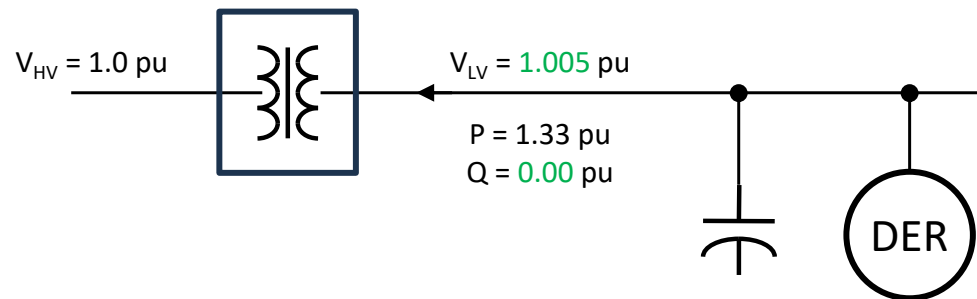 V_HV = 1.0 pu
V_LV = 1.005 pu
P = 1.33 pu
Q = 0.00 pu
DER